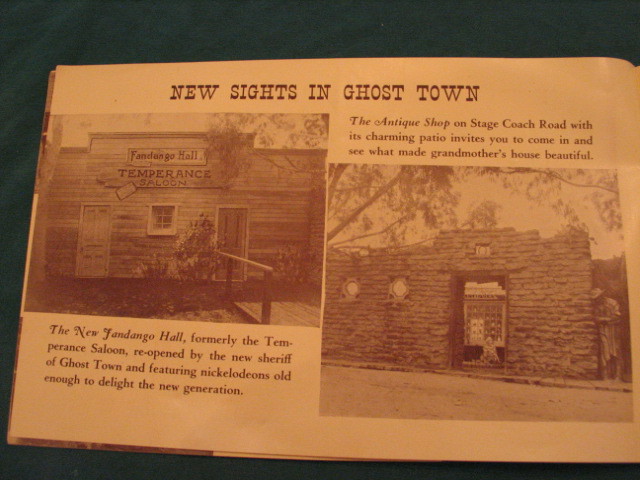 NEW SIGHTS IN GHOST TOWN
The Antique Shop on Stage Coach Road with
its charming patio invites you to come in and
see what made grandmother's house beautiful.
Fandango Hall.
TEMPERANCE
SALOON
The New Fandango Hall, formerly the Tem-
perance Saloon, re-opened by the new sheriff
of Ghost Town and featuring nickelodeons old
enough to delight the new generation.